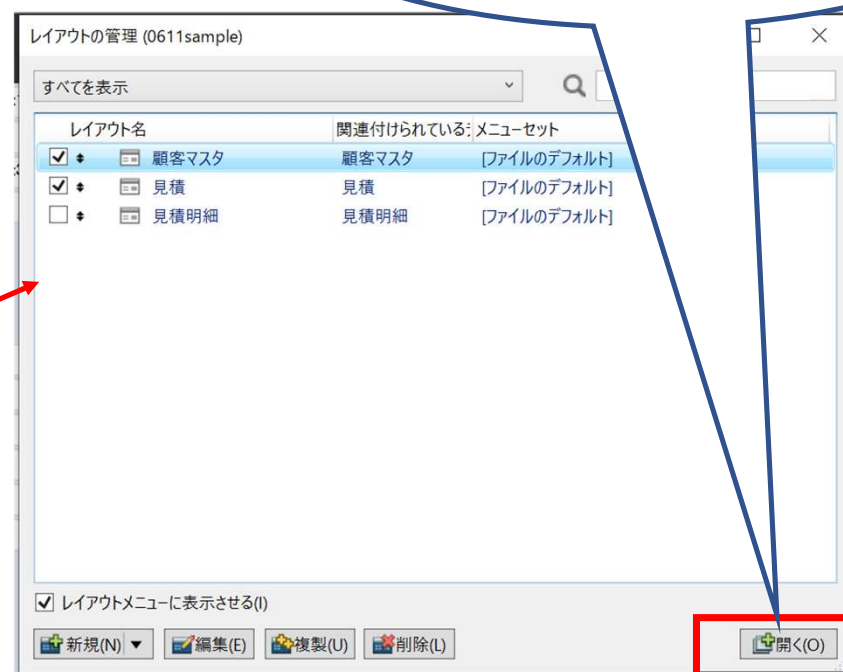 レイアウトの管理 (0611sample)
すべてを表示
レイアウト名 関連付けられている メニューセット
顧客マスタ 顧客マスタ [ファイルのデフォルト]
見積 見積 [ファイルのデフォルト]
見積明細 見積明細 [ファイルのデフォルト]
レイアウトメニューに表示させる(I)
新規(N) 編集(E) 複製(U) 削除(L) 開く(O)